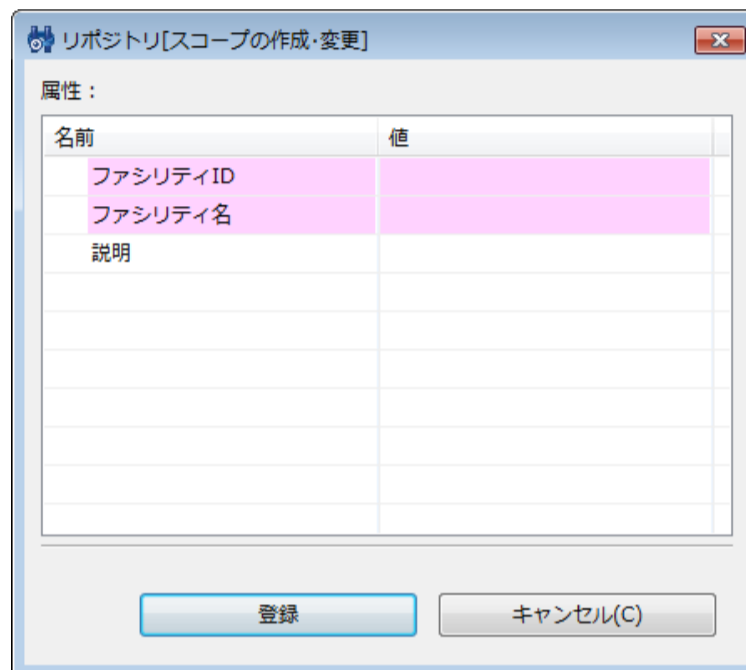 リポジトリ[スコープの作成･変更]
属性：
名前 値
ファシリティID
ファシリティ名
説明
登録 キャンセル(C)